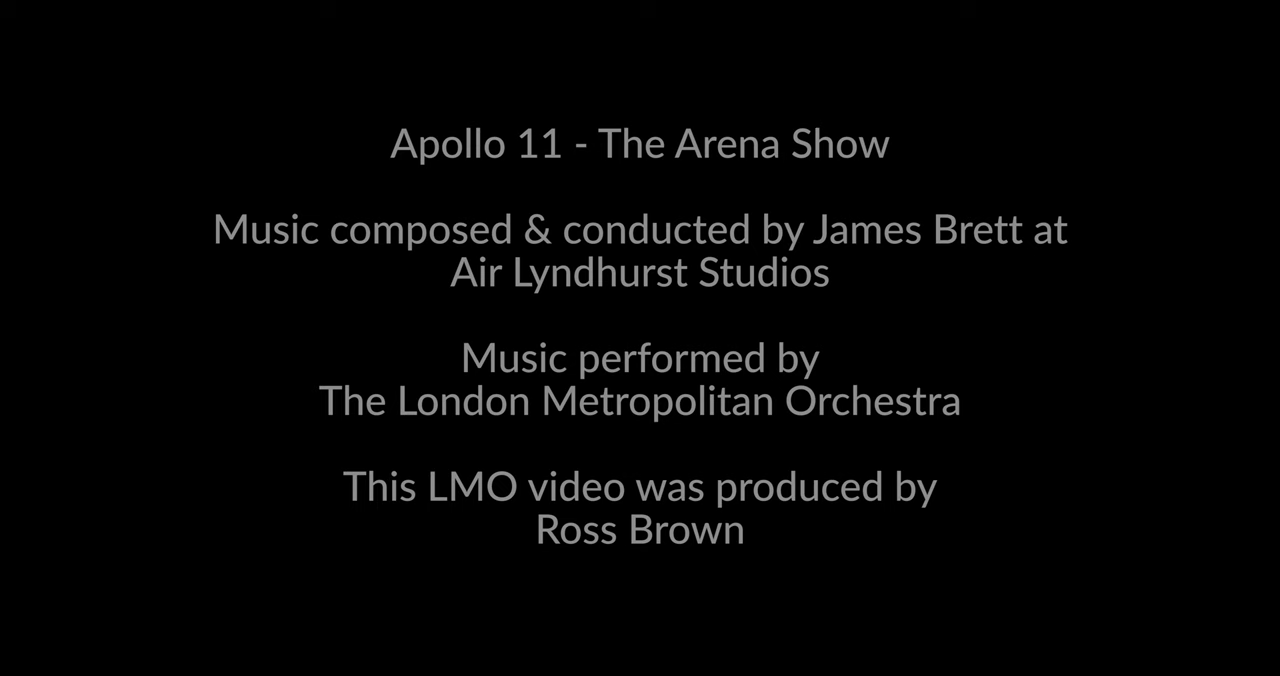 Apollo 11 - The Arena Show
Music composed & conducted by James Brett at
Air Lyndhurst Studios
Music performed by
The London Metropolitan Orchestra
This LMO video was produced by
Ross Brown